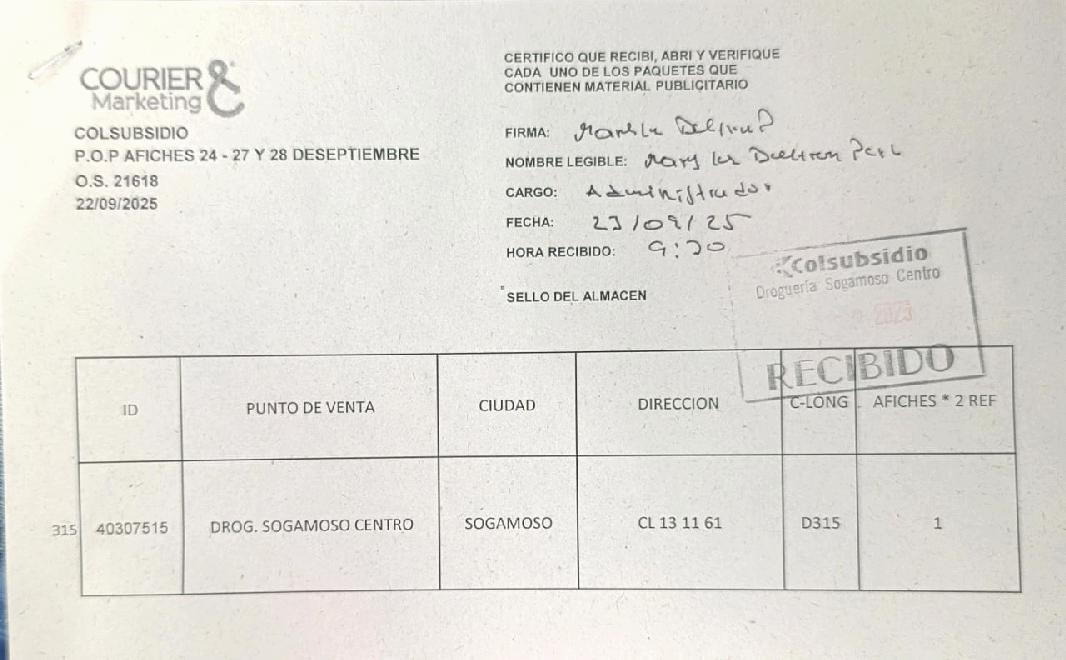 COURIER &
Marketing
COLSUBSIDIO
P.O.P AFICHES 24 - 27 Y 28 DESEPTIEMBRE
O.S. 21618
22/09/2025
CERTIFICO QUE RECIBI, ABRI Y VERIFIQUE
CADA UNO DE LOS PAQUETES QUE
CONTIENEN MATERIAL PUBLICITARIO
FIRMA:
NOMBRE LEGIBLE:
CARGO: Administrador
FECHA: 23/09/25
HORA RECIBIDO: 9:30
SELLO DEL ALMACEN
Colsubsidio
Droguería Sogamoso Centro
RECIBIDO
ID PUNTO DE VENTA CIUDAD DIRECCION C-LONG AFICHES * 2 REF
315 40307515 DROG. SOGAMOSO CENTRO SOGAMOSO CL 13 11 61 D315 1